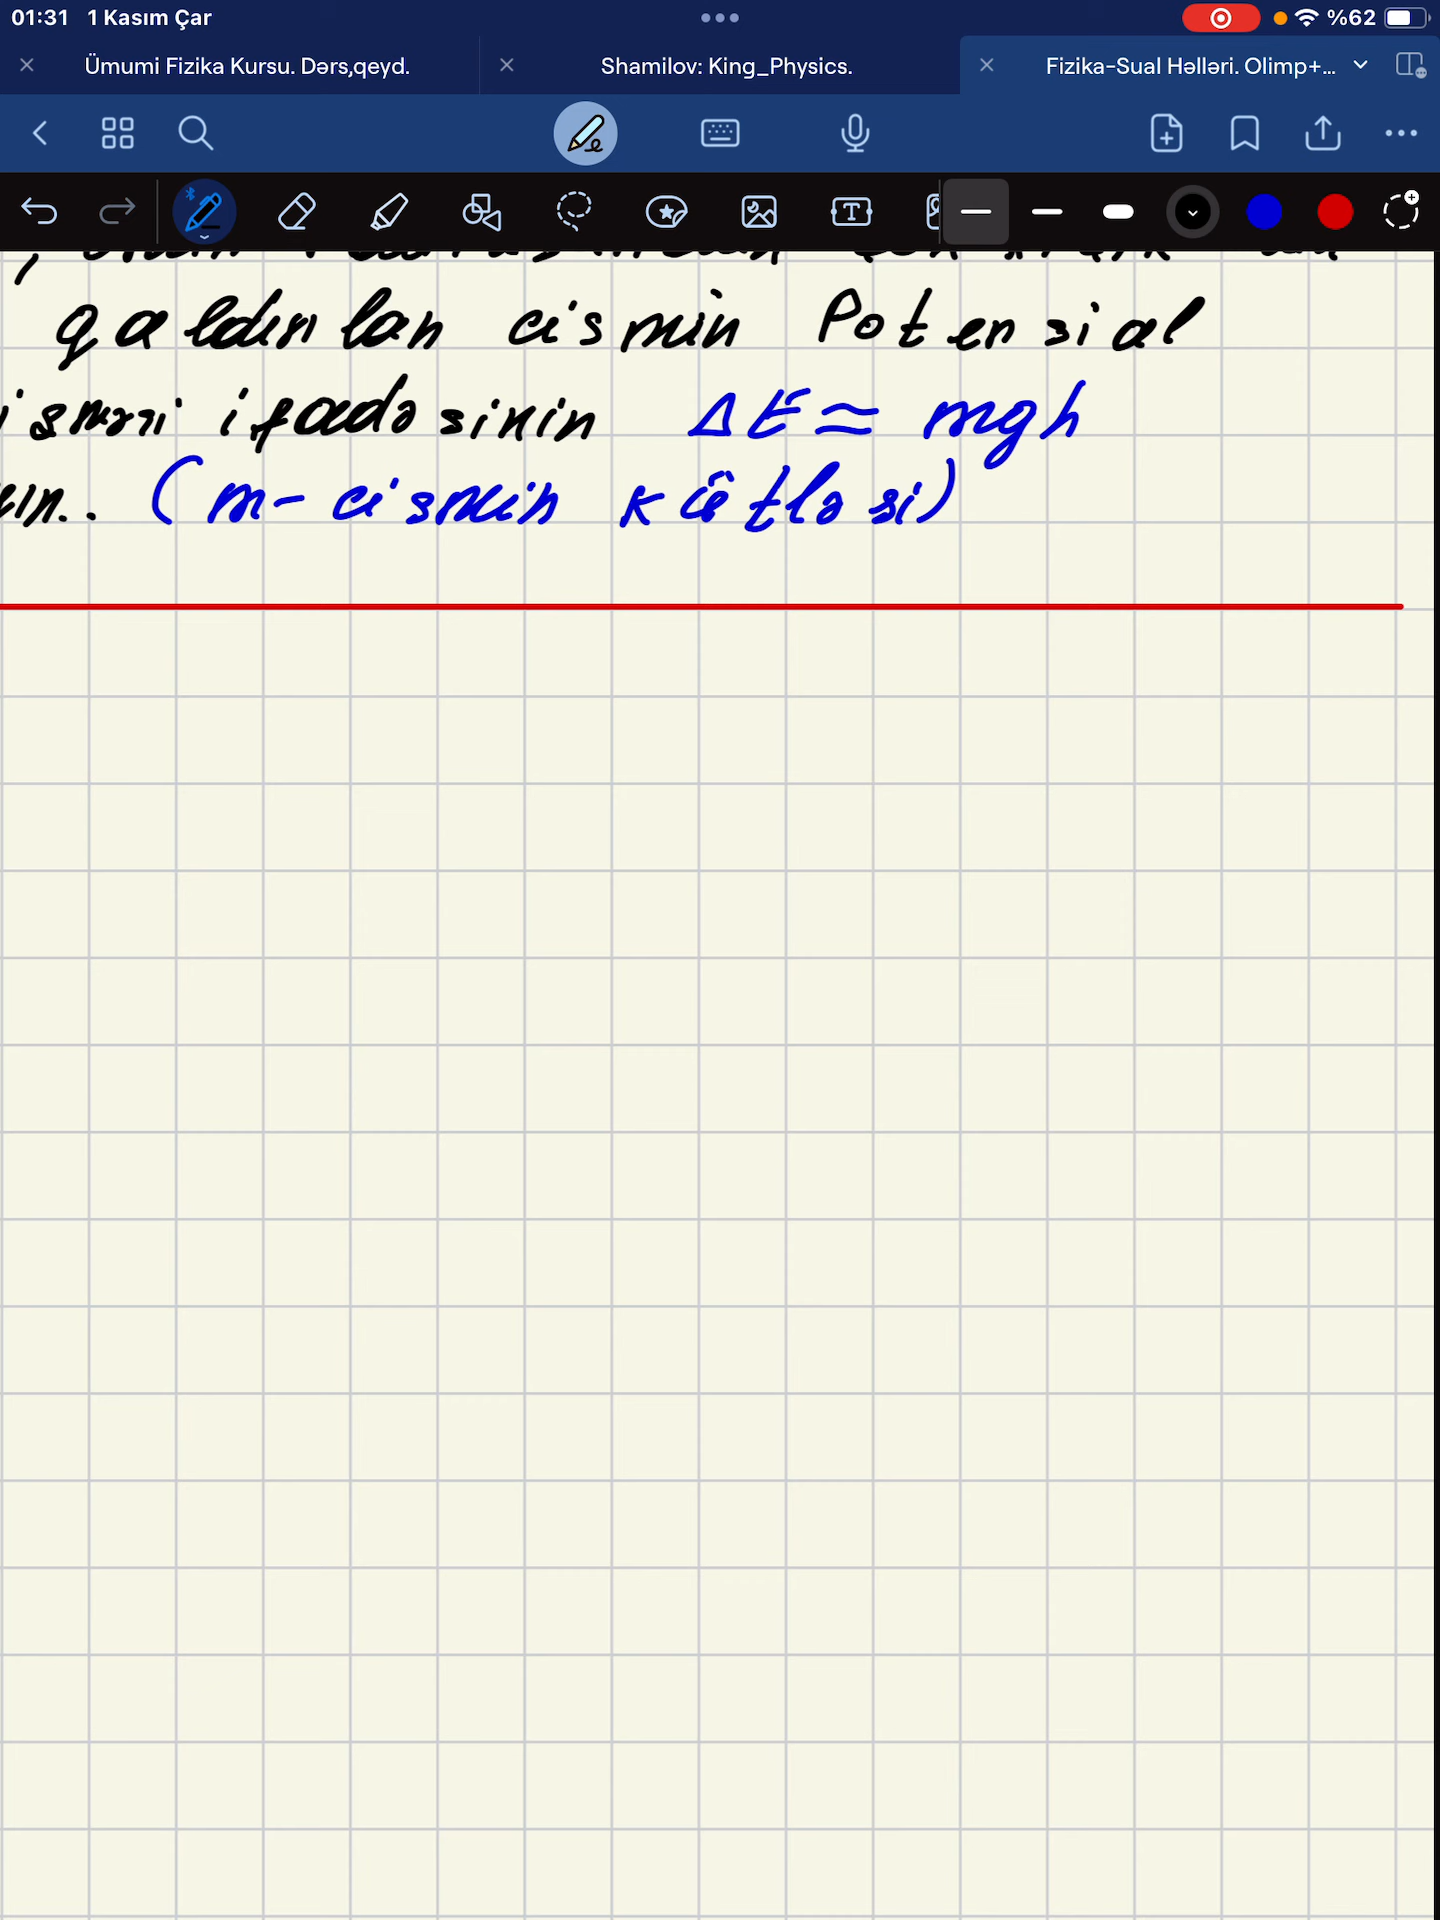 01:31 1 Kasım Çar %62
Ümumi Fizika Kursu. Dərs,qeyd. Shamilov: King_Physics. Fizika-Sual Həlləri. Olimp+...
qaldırılan cismin Potensial
ifadəsinin ΔE ≈ mgh
(m- cismin kütləsi)